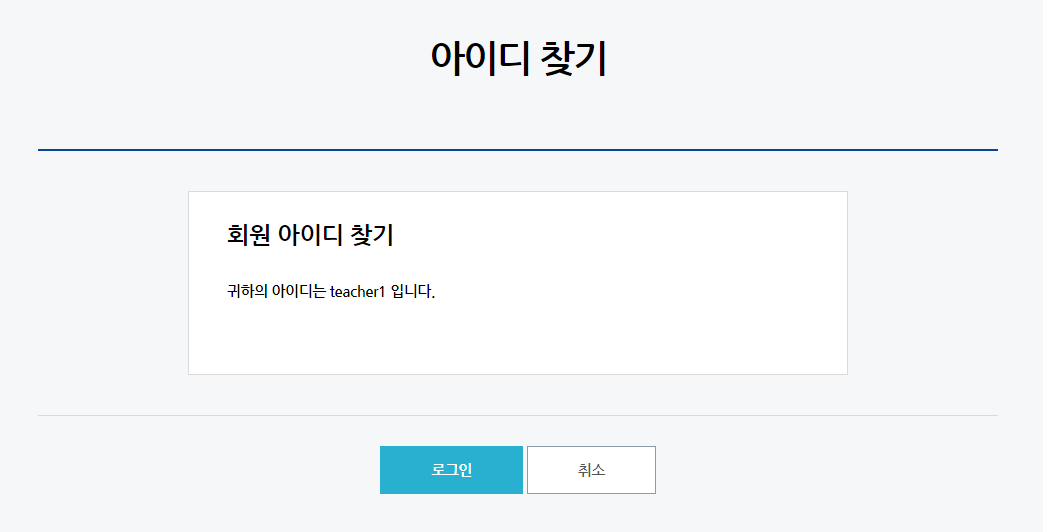 아이디 찾기
회원 아이디 찾기
귀하의 아이디는 teacher1 입니다.
로그인
취소